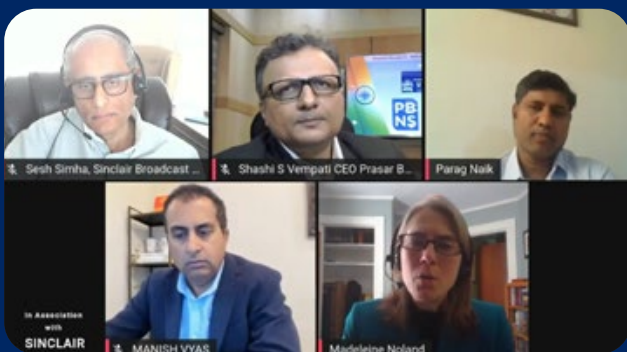 Sesh Simha, Sinclair Broadcast ...
Shashi S Vempati CEO Prasar B...
PB
NS
Parag Naik
In Association
with
SINCLAIR
MANISH VYAS
Madeleine Noland